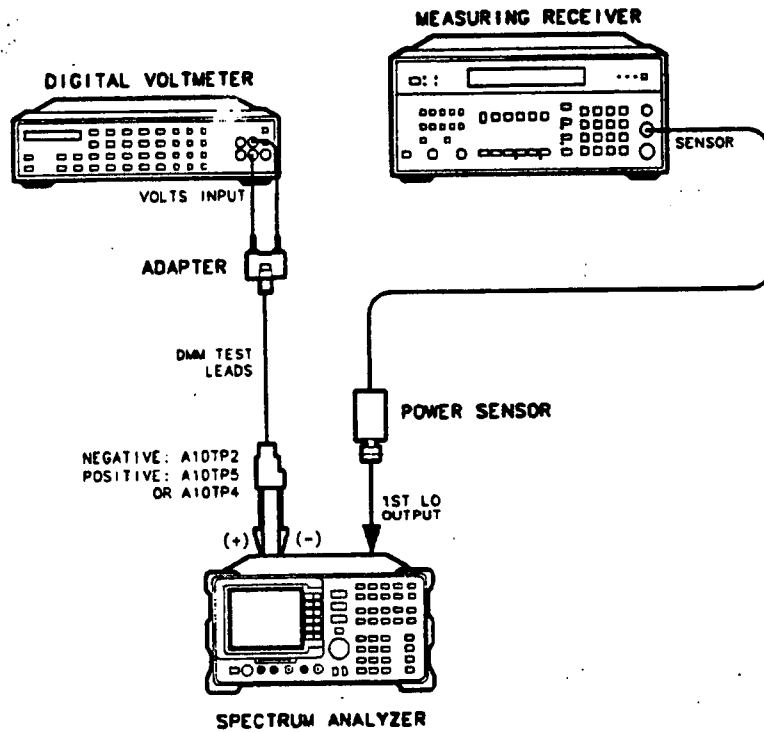 MEASURING RECEIVER
DIGITAL VOLTMETER
SENSOR
VOLTS INPUT
ADAPTER
DMM TEST
LEADS
POWER SENSOR
NEGATIVE: A10TP2
POSITIVE: A10TP5
OR A10TP4
1ST LO
OUTPUT
(+) (-)
SPECTRUM ANALYZER